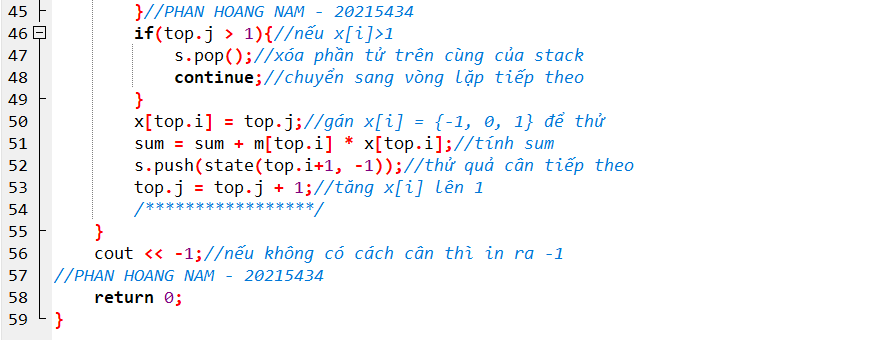 45 }//PHAN HOANG NAM - 20215434
46 if(top.j > 1){//nếu x[i]>1
47 s.pop();//xóa phần tử trên cùng của stack
48 continue;//chuyển sang vòng lặp tiếp theo
49 }
50 x[top.i] = top.j;//gán x[i] = {-1, 0, 1} để thử
51 sum = sum + m[top.i] * x[top.i];//tính sum
52 s.push(state(top.i+1, -1));//thử quả cân tiếp theo
53 top.j = top.j + 1;//tăng x[i] lên 1
54 /*****************/
55 }
56 cout << -1;//nếu không có cách cân thì in ra -1
57 //PHAN HOANG NAM - 20215434
58 return 0;
59 }